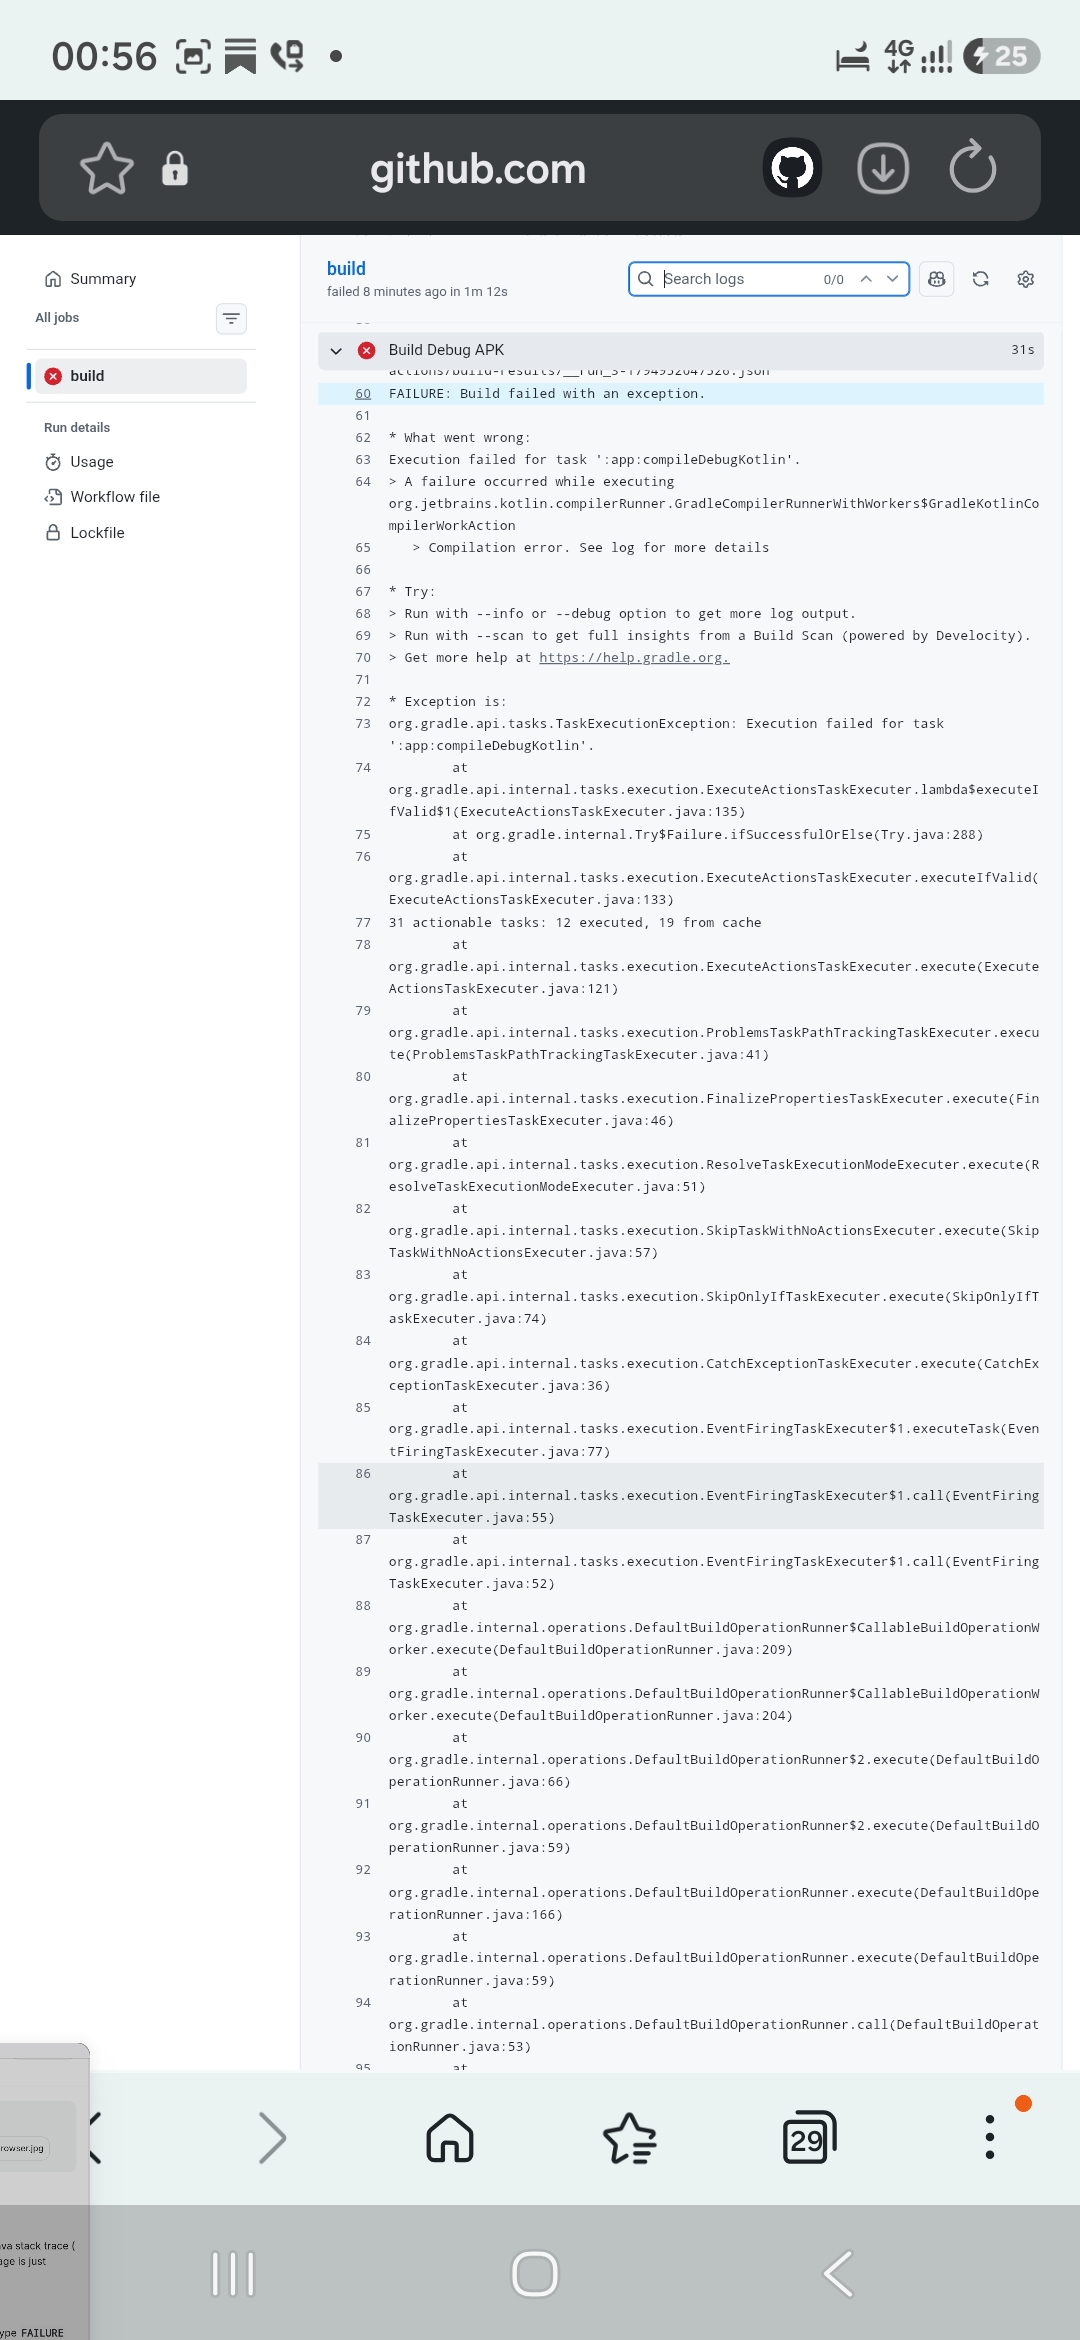 00:56
4G
25
github.com
Summary
All jobs
build
Run details
Usage
Workflow file
Lockfile
build
failed 8 minutes ago in 1m 12s
Search logs
0/0
Build Debug APK
31s
60 FAILURE: Build failed with an exception.
61
62 * What went wrong:
63 Execution failed for task ':app:compileDebugKotlin'.
64 > A failure occurred while executing
org.jetbrains.kotlin.compilerRunner.GradleCompilerRunnerWithWorkers$GradleKotlinCo
mpilerWorkAction
65    > Compilation error. See log for more details
66
67 * Try:
68 > Run with --info or --debug option to get more log output.
69 > Run with --scan to get full insights from a Build Scan (powered by Develocity).
70 > Get more help at https://help.gradle.org.
71
72 * Exception is:
73 org.gradle.api.tasks.TaskExecutionException: Execution failed for task
':app:compileDebugKotlin'.
74 at
org.gradle.api.internal.tasks.execution.ExecuteActionsTaskExecuter.lambda$executeI
fValid$1(ExecuteActionsTaskExecuter.java:135)
75 at org.gradle.internal.Try$Failure.ifSuccessfulOrElse(Try.java:288)
76 at
org.gradle.api.internal.tasks.execution.ExecuteActionsTaskExecuter.executeIfValid(
ExecuteActionsTaskExecuter.java:133)
77 31 actionable tasks: 12 executed, 19 from cache
78 at
org.gradle.api.internal.tasks.execution.ExecuteActionsTaskExecuter.execute(Execute
ActionsTaskExecuter.java:121)
79 at
org.gradle.api.internal.tasks.execution.ProblemsTaskPathTrackingTaskExecuter.execu
te(ProblemsTaskPathTrackingTaskExecuter.java:41)
80 at
org.gradle.api.internal.tasks.execution.FinalizePropertiesTaskExecuter.execute(Fin
alizePropertiesTaskExecuter.java:46)
81 at
org.gradle.api.internal.tasks.execution.ResolveTaskExecutionModeExecuter.execute(R
esolveTaskExecutionModeExecuter.java:51)
82 at
org.gradle.api.internal.tasks.execution.SkipTaskWithNoActionsExecuter.execute(Skip
TaskWithNoActionsExecuter.java:57)
83 at
org.gradle.api.internal.tasks.execution.SkipOnlyIfTaskExecuter.execute(SkipOnlyIfT
askExecuter.java:74)
84 at
org.gradle.api.internal.tasks.execution.CatchExceptionTaskExecuter.execute(CatchEx
ceptionTaskExecuter.java:36)
85 at
org.gradle.api.internal.tasks.execution.EventFiringTaskExecuter$1.executeTask(Even
tFiringTaskExecuter.java:77)
86 at
org.gradle.api.internal.tasks.execution.EventFiringTaskExecuter$1.call(EventFiring
TaskExecuter.java:55)
87 at
org.gradle.api.internal.tasks.execution.EventFiringTaskExecuter$1.call(EventFiring
TaskExecuter.java:52)
88 at
org.gradle.internal.operations.DefaultBuildOperationRunner$CallableBuildOperationW
orker.execute(DefaultBuildOperationRunner.java:209)
89 at
org.gradle.internal.operations.DefaultBuildOperationRunner$CallableBuildOperationW
orker.execute(DefaultBuildOperationRunner.java:204)
90 at
org.gradle.internal.operations.DefaultBuildOperationRunner$2.execute(DefaultBuildO
perationRunner.java:66)
91 at
org.gradle.internal.operations.DefaultBuildOperationRunner$2.execute(DefaultBuildO
perationRunner.java:59)
92 at
org.gradle.internal.operations.DefaultBuildOperationRunner.execute(DefaultBuildOpe
rationRunner.java:166)
93 at
org.gradle.internal.operations.DefaultBuildOperationRunner.execute(DefaultBuildOpe
rationRunner.java:59)
94 at
org.gradle.internal.operations.DefaultBuildOperationRunner.call(DefaultBuildOperat
ionRunner.java:53)
95 at
rowser.jpg
29
va stack trace (
age is just
ype FAILURE